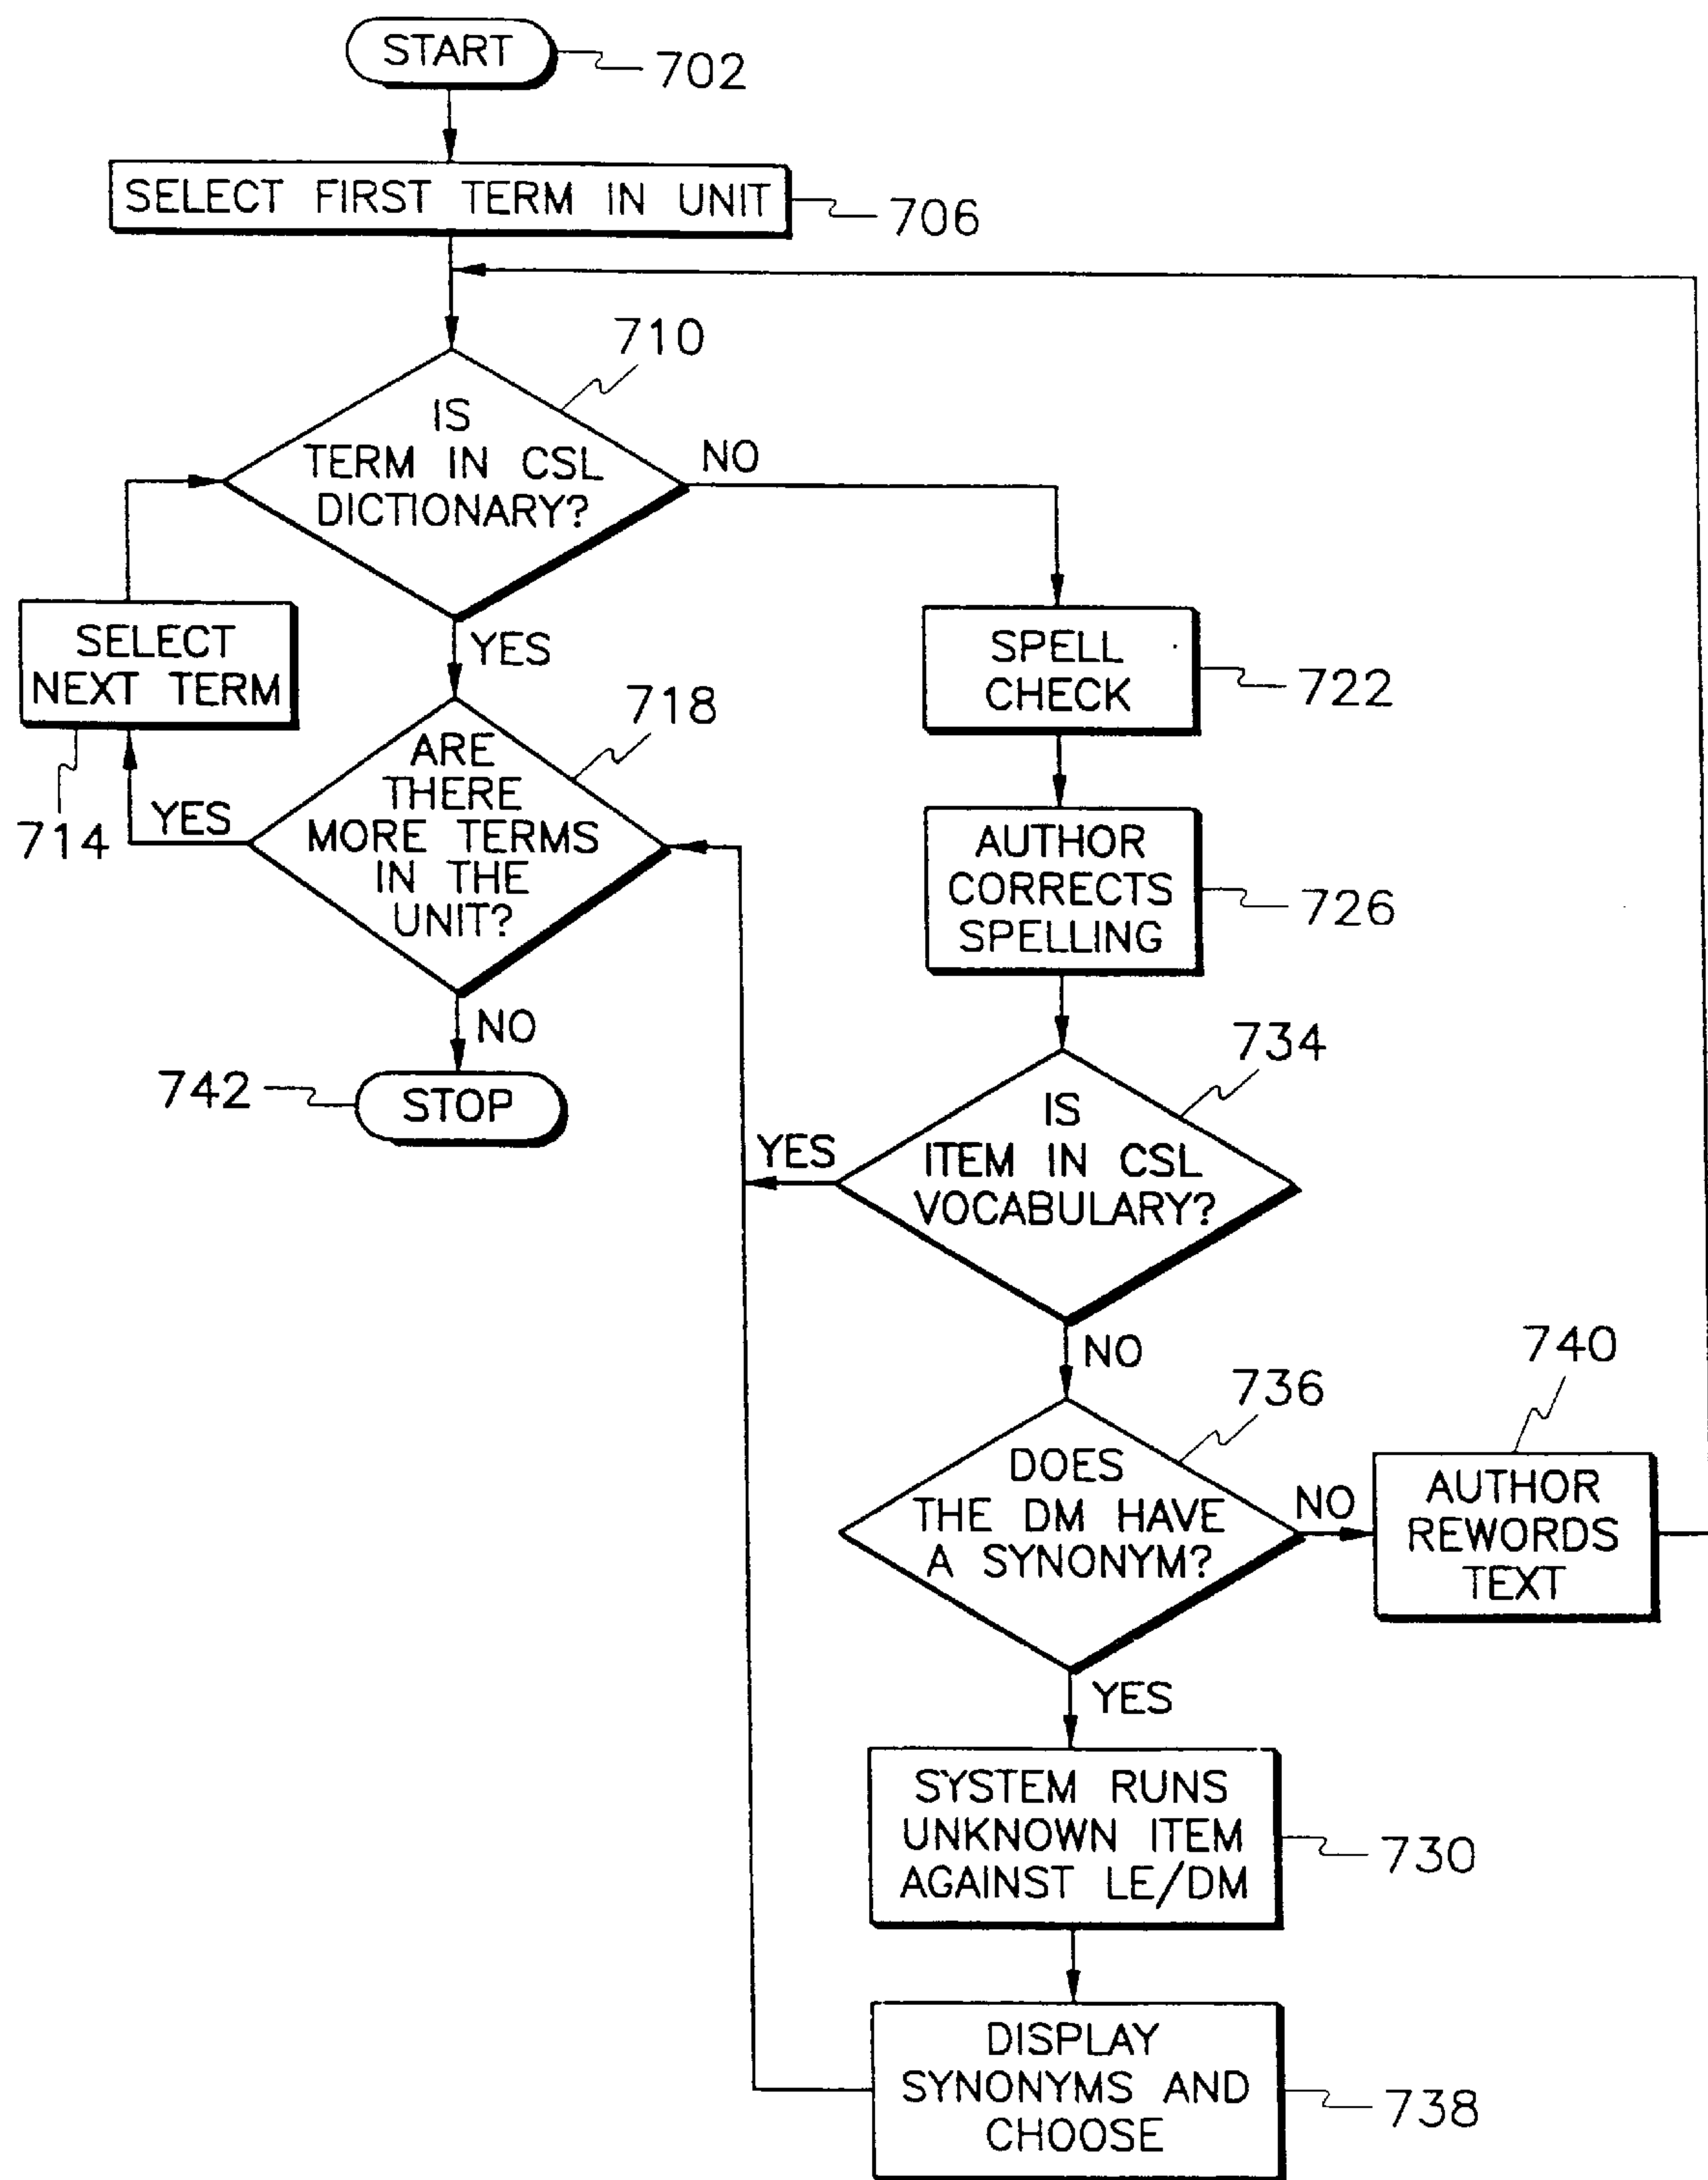 START
702
SELECT FIRST TERM IN UNIT
706
710
IS
TERM IN CSL
DICTIONARY?
NO
YES
SELECT
NEXT TERM
714
718
ARE
THERE
MORE TERMS
IN THE
UNIT?
YES
NO
742
STOP
SPELL
CHECK
722
AUTHOR
CORRECTS
SPELLING
726
734
IS
ITEM IN CSL
VOCABULARY?
YES
NO
736
DOES
THE DM HAVE
A SYNONYM?
NO
740
AUTHOR
REWORDS
TEXT
YES
SYSTEM RUNS
UNKNOWN ITEM
AGAINST LE/DM
730
DISPLAY
SYNONYMS AND
CHOOSE
738